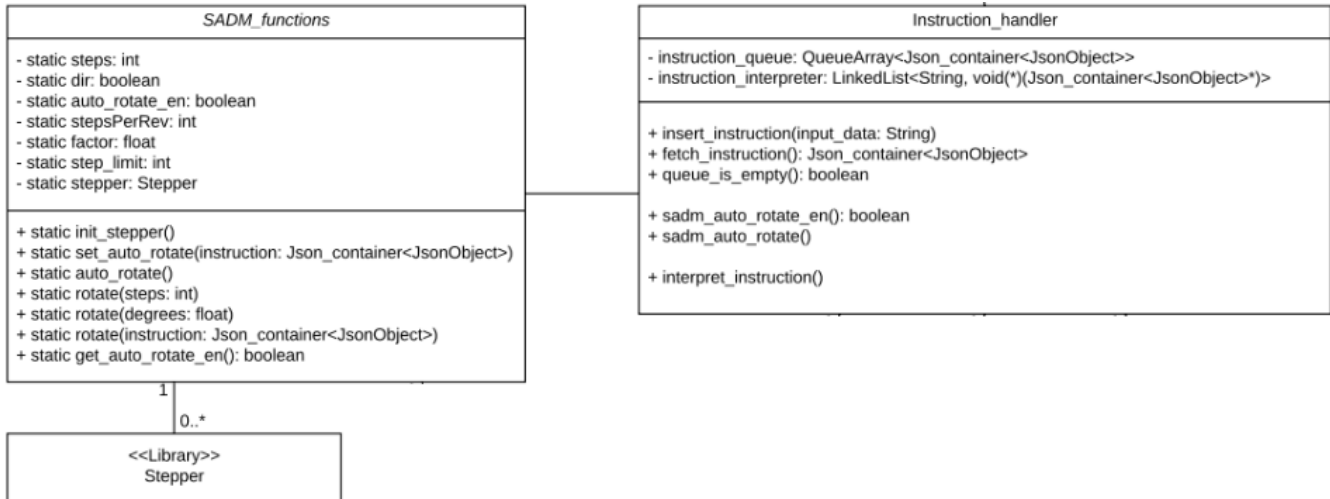 SADM_functions
- static steps: int
- static dir: boolean
- static auto_rotate_en: boolean
- static stepsPerRev: int
- static factor: float
- static step_limit: int
- static stepper: Stepper
+ static init_stepper()
+ static set_auto_rotate(instruction: Json_container<JsonObject>)
+ static auto_rotate()
+ static rotate(steps: int)
+ static rotate(degrees: float)
+ static rotate(instruction: Json_container<JsonObject>)
+ static get_auto_rotate_en(): boolean
1
0..*
<<Library>>
Stepper
Instruction_handler
- instruction_queue: QueueArray<Json_container<JsonObject>>
- instruction_interpreter: LinkedList<String, void(*)(Json_container<JsonObject>*)>
+ insert_instruction(input_data: String)
+ fetch_instruction(): Json_container<JsonObject>
+ queue_is_empty(): boolean
+ sadm_auto_rotate_en(): boolean
+ sadm_auto_rotate()
+ interpret_instruction()